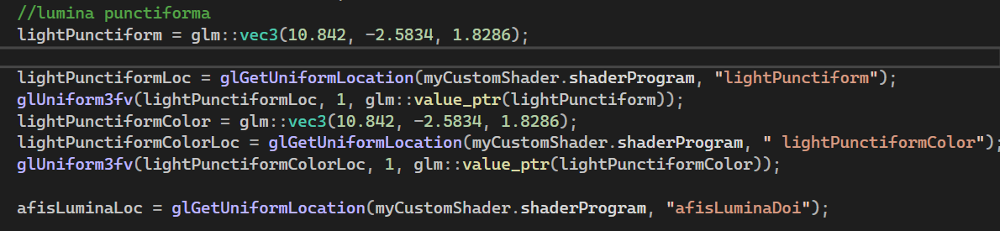 //lumina punctiforma
lightPunctiform = glm::vec3(10.842, -2.5834, 1.8286);
lightPunctiformLoc = glGetUniformLocation(myCustomShader.shaderProgram, "lightPunctiform");
glUniform3fv(lightPunctiformLoc, 1, glm::value_ptr(lightPunctiform));
lightPunctiformColor = glm::vec3(10.842, -2.5834, 1.8286);
lightPunctiformColorLoc = glGetUniformLocation(myCustomShader.shaderProgram, " lightPunctiformColor");
glUniform3fv(lightPunctiformColorLoc, 1, glm::value_ptr(lightPunctiformColor));
afisLuminaLoc = glGetUniformLocation(myCustomShader.shaderProgram, "afisLuminaDoi");